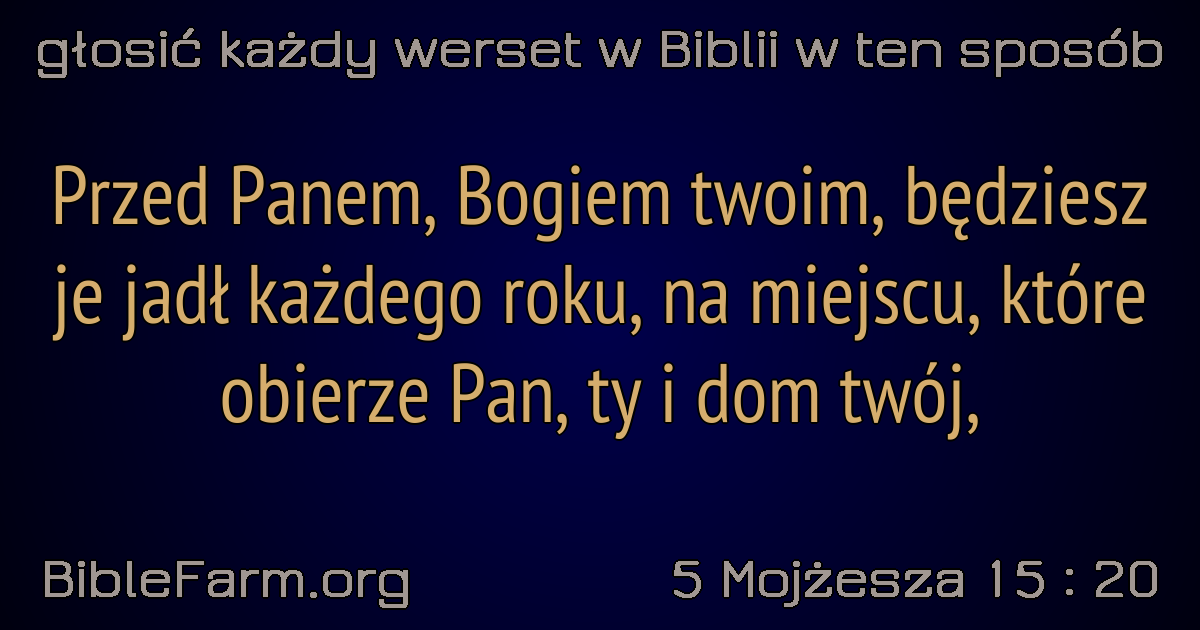 głosić każdy werset w Biblii w ten sposób
Przed Panem, Bogiem twoim, będziesz
je jadł każdego roku, na miejscu, które
obierze Pan, ty i dom twój,
BibleFarm.org
5 Mojżesza 15 : 20